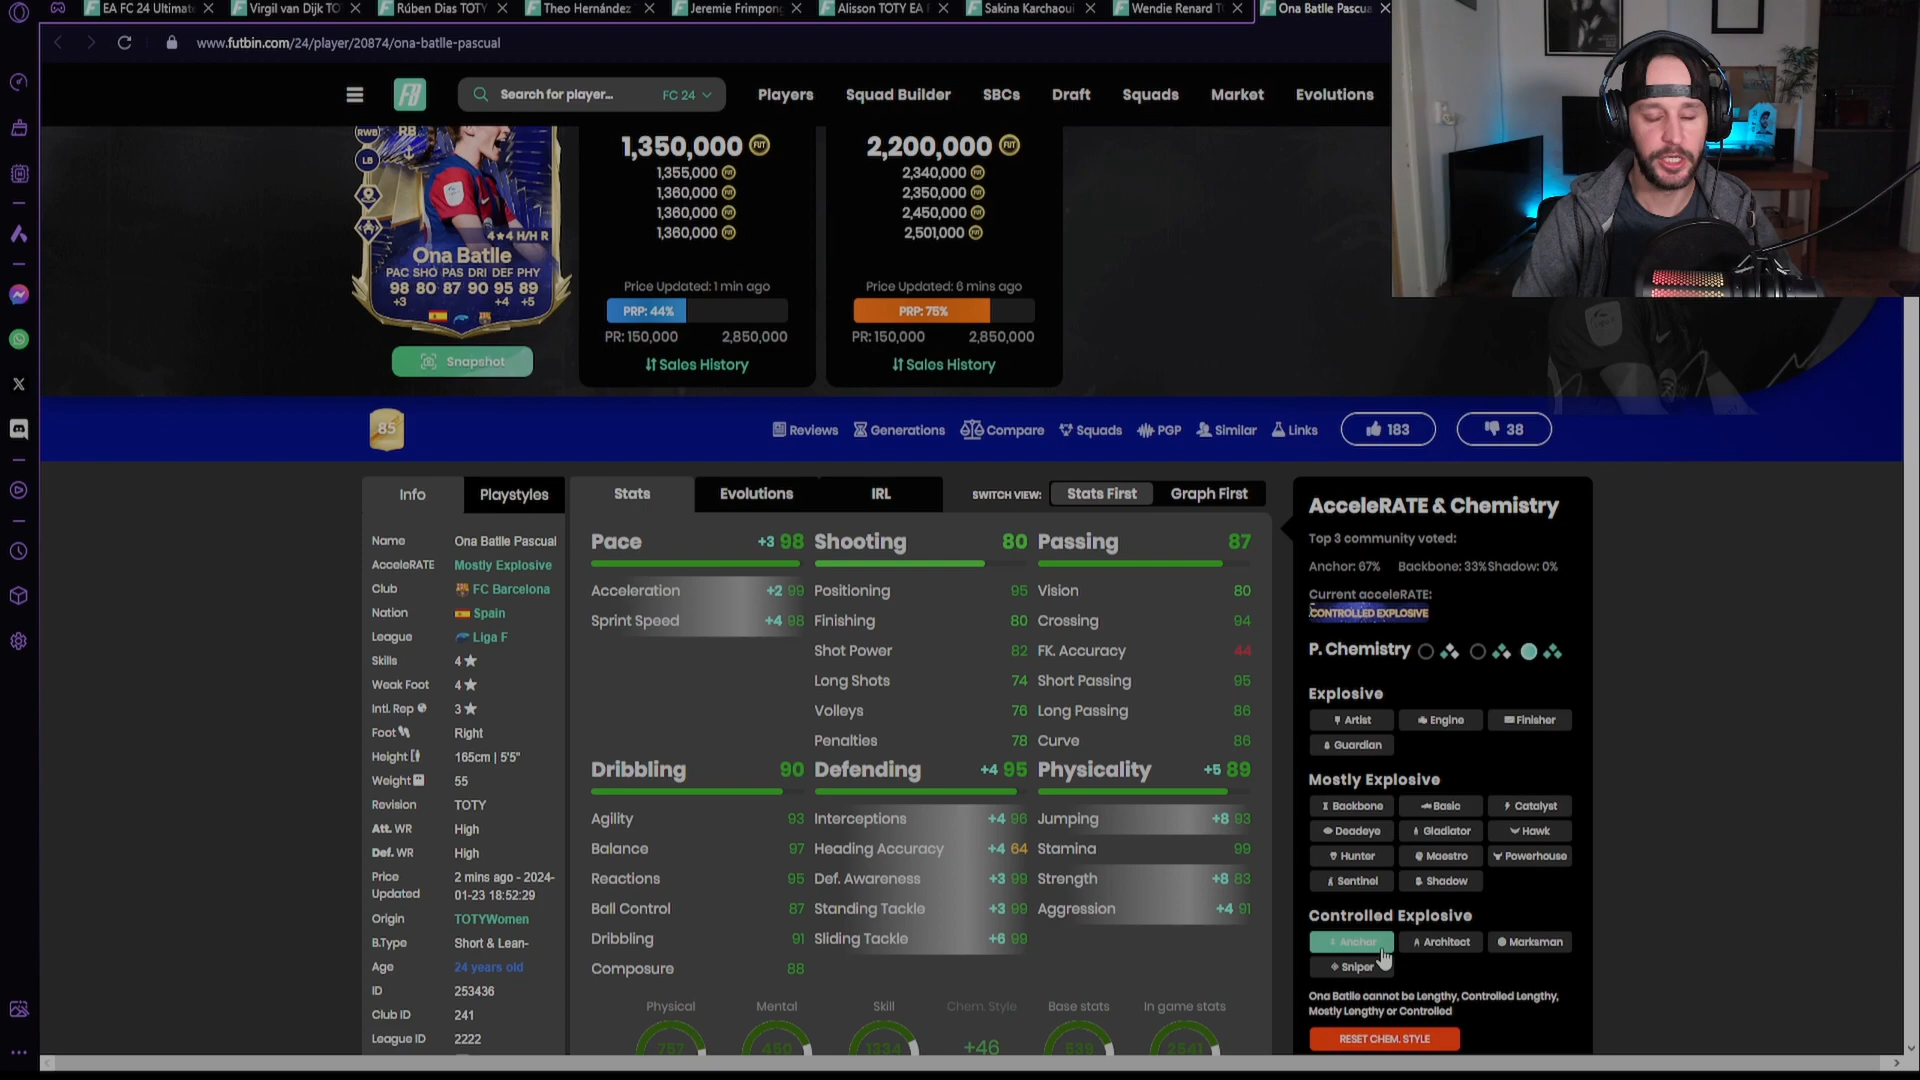 EA FC 24 Ultimat
Virgil van Dijk TO
Rúben Dias TOTY
Theo Hernández
Jeremie Frimpong
Alisson TOTY EA
Sakina Karchaoui
Wendie Renard T
Ona Batlle Pascua
www.futbin.com/24/player/20874/ona-batlle-pascual
Search for player...
FC 24
Players
Squad Builder
SBCs
Draft
Squads
Market
Evolutions
RWB
RB
LB
4★4 H/H R
Ona Batlle
PAC SHO PAS DRI DEF PHY
98 80 87 90 95 89
+3 +4 +5
Snapshot
1,350,000
1,355,000
1,360,000
1,360,000
1,360,000
Price Updated: 1 min ago
PRP: 44%
PR: 150,000 2,850,000
Sales History
2,200,000
2,340,000
2,350,000
2,450,000
2,501,000
Price Updated: 6 mins ago
PRP: 75%
PR: 150,000 2,850,000
Sales History
85
Reviews
Generations
Compare
Squads
PGP
Similar
Links
183
38
Info
Playstyles
Name Ona Batlle Pascual
AcceleRATE Mostly Explosive
Club FC Barcelona
Nation Spain
League Liga F
Skills 4★
Weak Foot 4★
Intl. Rep 3★
Foot Right
Height 165cm | 5'5"
Weight 55
Revision TOTY
Att. WR High
Def. WR High
Price Updated 2 mins ago - 2024-01-23 18:52:29
Origin TOTYWomen
B.Type Short & Lean-
Age 24 years old
ID 253436
Club ID 241
League ID 2222
Stats
Evolutions
IRL
SWITCH VIEW:
Stats First
Graph First
Pace +3 98
Acceleration +2 99
Sprint Speed +4 98
Shooting 80
Positioning 95
Finishing 80
Shot Power 82
Long Shots 74
Volleys 76
Penalties 78
Passing 87
Vision 80
Crossing 94
FK. Accuracy 44
Short Passing 95
Long Passing 86
Curve 86
Dribbling 90
Agility 93
Balance 97
Reactions 95
Ball Control 87
Dribbling 91
Composure 88
Defending +4 95
Interceptions +4 96
Heading Accuracy +4 64
Def. Awareness +3 99
Standing Tackle +3 99
Sliding Tackle +6 99
Physicality +5 89
Jumping +8 93
Stamina 99
Strength +8 83
Aggression +4 91
Physical
757
Mental
450
Skill
1334
Chem. Style
+46
Base stats
539
In game stats
2541
AcceleRATE & Chemistry
Top 3 community voted:
Anchor: 67% Backbone: 33% Shadow: 0%
Current acceleRATE:
CONTROLLED EXPLOSIVE
P. Chemistry
Explosive
Artist
Engine
Finisher
Guardian
Mostly Explosive
Backbone
Basic
Catalyst
Deadeye
Gladiator
Hawk
Hunter
Maestro
Powerhouse
Sentinel
Shadow
Controlled Explosive
Anchor
Architect
Marksman
Sniper
Ona Batlle cannot be Lengthy, Controlled Lengthy,
Mostly Lengthy or Controlled
RESET CHEM. STYLE